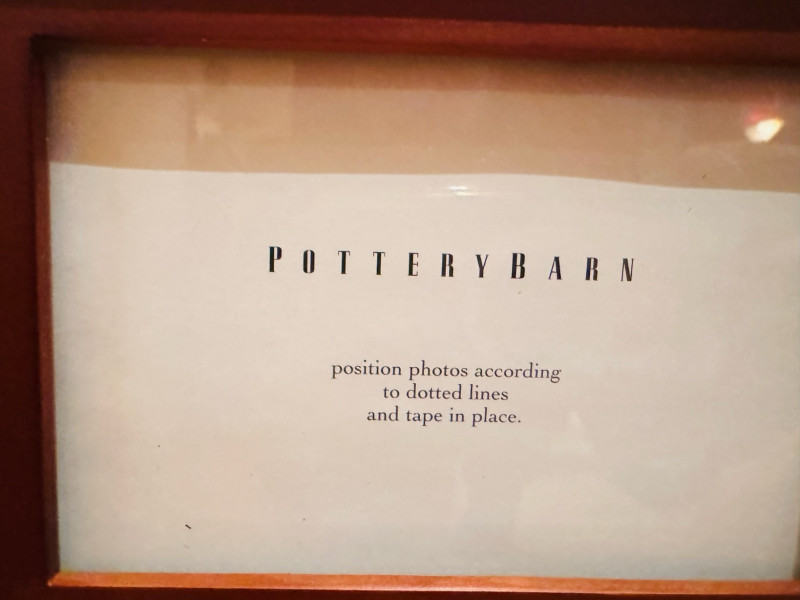 POTTERYBARN
position photos according
to dotted lines
and tape in place.